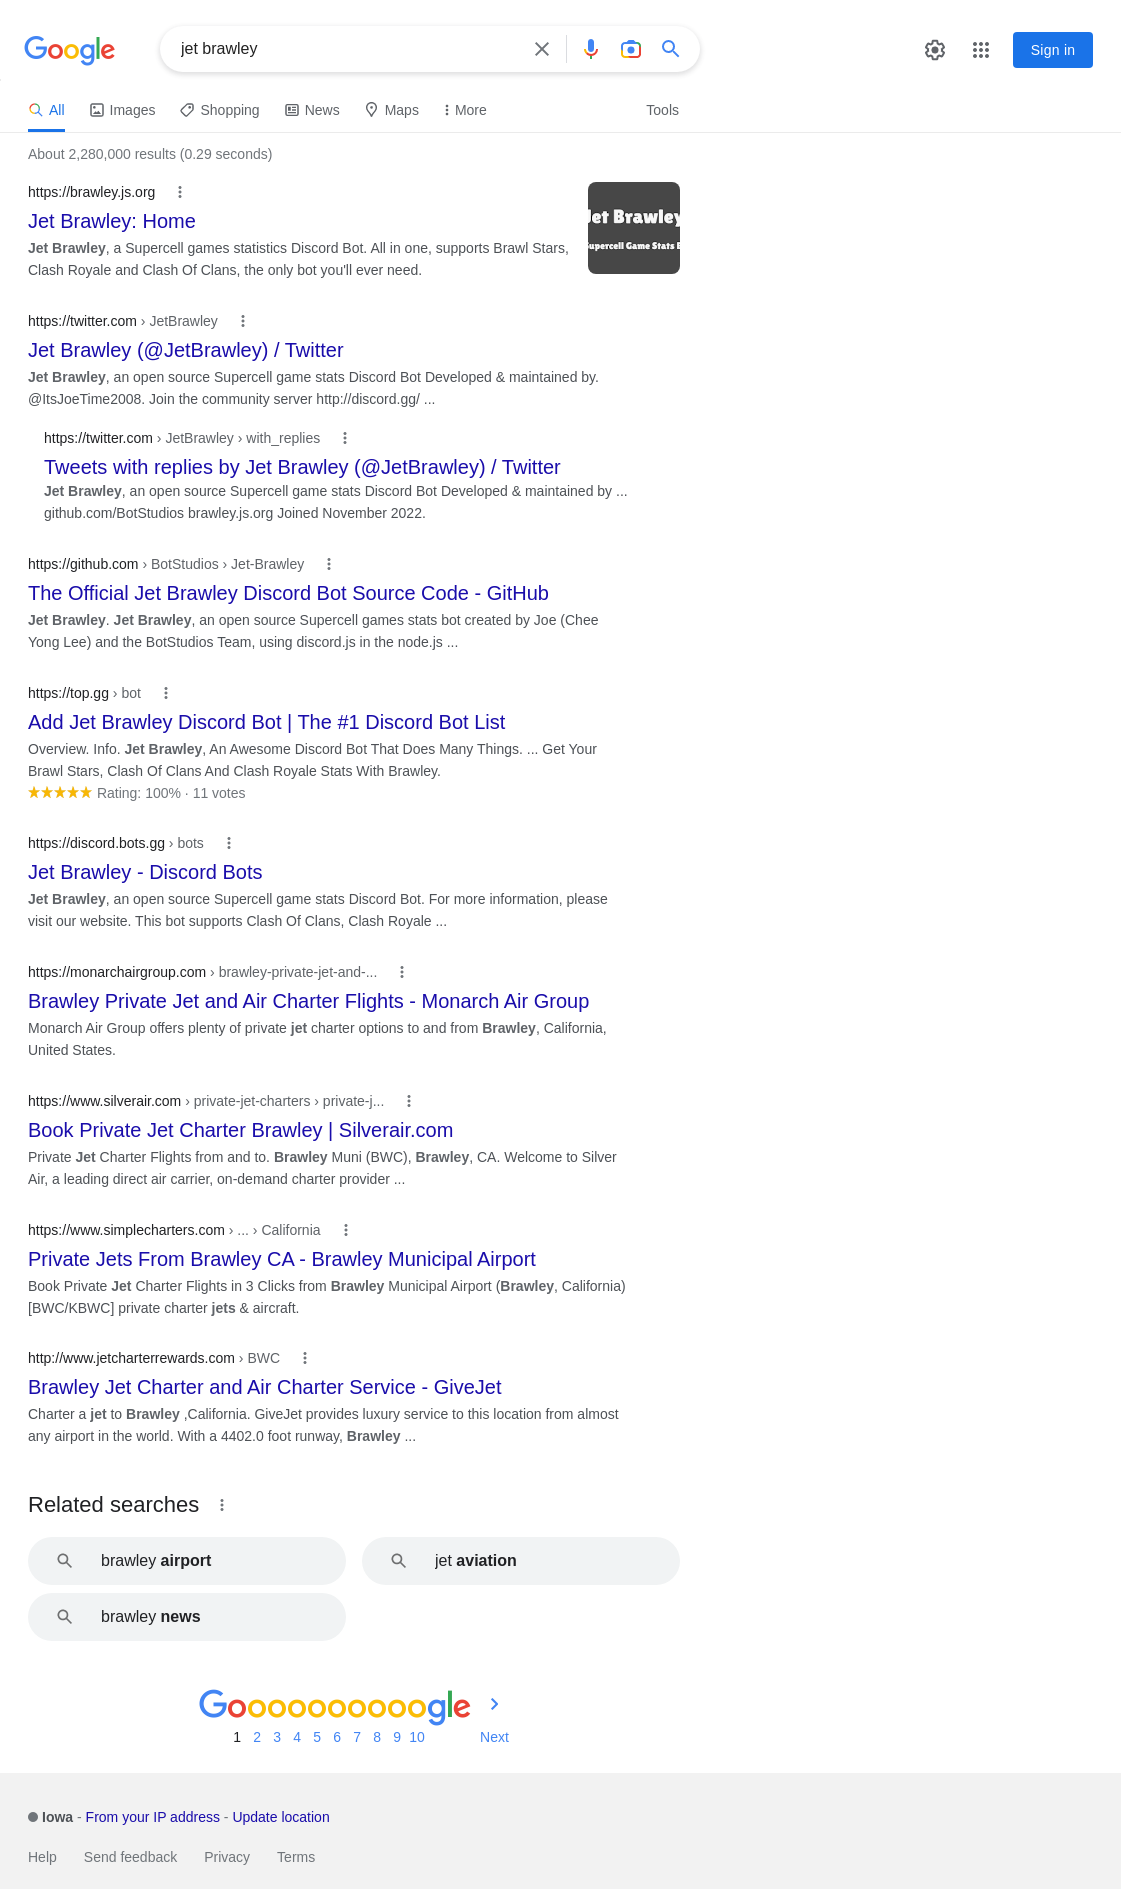 Google
jet brawley
Sign in
All Images Shopping News Maps More Tools
About 2,280,000 results (0.29 seconds)
https://brawley.js.org
Jet Brawley: Home
Jet Brawley, a Supercell games statistics Discord Bot. All in one, supports Brawl Stars,
Clash Royale and Clash Of Clans, the only bot you'll ever need.
Jet Brawley
Supercell Game Stats B
https://twitter.com › JetBrawley
Jet Brawley (@JetBrawley) / Twitter
Jet Brawley, an open source Supercell game stats Discord Bot Developed & maintained by.
@ItsJoeTime2008. Join the community server http://discord.gg/ ...
https://twitter.com › JetBrawley › with_replies
Tweets with replies by Jet Brawley (@JetBrawley) / Twitter
Jet Brawley, an open source Supercell game stats Discord Bot Developed & maintained by ...
github.com/BotStudios brawley.js.org Joined November 2022.
https://github.com › BotStudios › Jet-Brawley
The Official Jet Brawley Discord Bot Source Code - GitHub
Jet Brawley. Jet Brawley, an open source Supercell games stats bot created by Joe (Chee
Yong Lee) and the BotStudios Team, using discord.js in the node.js ...
https://top.gg › bot
Add Jet Brawley Discord Bot | The #1 Discord Bot List
Overview. Info. Jet Brawley, An Awesome Discord Bot That Does Many Things. ... Get Your
Brawl Stars, Clash Of Clans And Clash Royale Stats With Brawley.
Rating: 100% · 11 votes
https://discord.bots.gg › bots
Jet Brawley - Discord Bots
Jet Brawley, an open source Supercell game stats Discord Bot. For more information, please
visit our website. This bot supports Clash Of Clans, Clash Royale ...
https://monarchairgroup.com › brawley-private-jet-and-...
Brawley Private Jet and Air Charter Flights - Monarch Air Group
Monarch Air Group offers plenty of private jet charter options to and from Brawley, California,
United States.
https://www.silverair.com › private-jet-charters › private-j...
Book Private Jet Charter Brawley | Silverair.com
Private Jet Charter Flights from and to. Brawley Muni (BWC), Brawley, CA. Welcome to Silver
Air, a leading direct air carrier, on-demand charter provider ...
https://www.simplecharters.com › ... › California
Private Jets From Brawley CA - Brawley Municipal Airport
Book Private Jet Charter Flights in 3 Clicks from Brawley Municipal Airport (Brawley, California)
[BWC/KBWC] private charter jets & aircraft.
http://www.jetcharterrewards.com › BWC
Brawley Jet Charter and Air Charter Service - GiveJet
Charter a jet to Brawley ,California. GiveJet provides luxury service to this location from almost
any airport in the world. With a 4402.0 foot runway, Brawley ...
Related searches
brawley airport jet aviation
brawley news
Goooooooooogle
1 2 3 4 5 6 7 8 9 10 Next
Iowa - From your IP address - Update location
Help Send feedback Privacy Terms